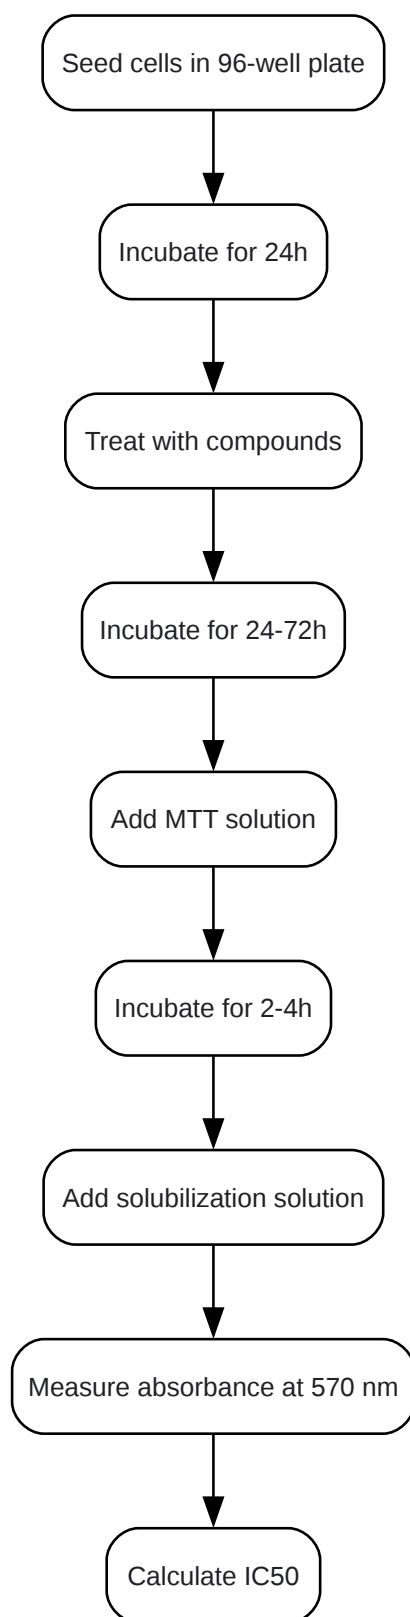 Seed cells in 96-well plate
Incubate for 24h
Treat with compounds
Incubate for 24-72h
Add MTT solution
Incubate for 2-4h
Add solubilization solution
Measure absorbance at 570 nm
Calculate IC50